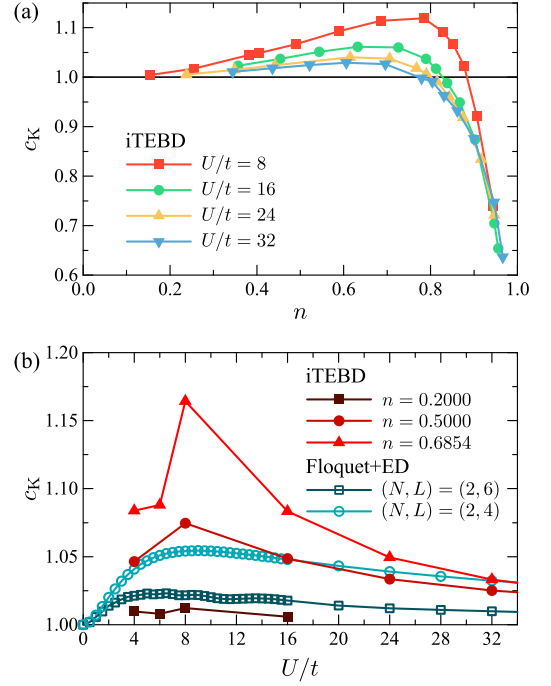 (a)
1.1
1.0
0.9
0.8
0.7
0.6
c_K
iTEBD
U/t = 8
U/t = 16
U/t = 24
U/t = 32
0.0 0.2 0.4 0.6 0.8 1.0
n
(b)
1.20
1.15
1.10
1.05
1.00
c_K
iTEBD
n = 0.2000
n = 0.5000
n = 0.6854
Floquet+ED
(N, L) = (2, 6)
(N, L) = (2, 4)
0 4 8 12 16 20 24 28 32
U/t